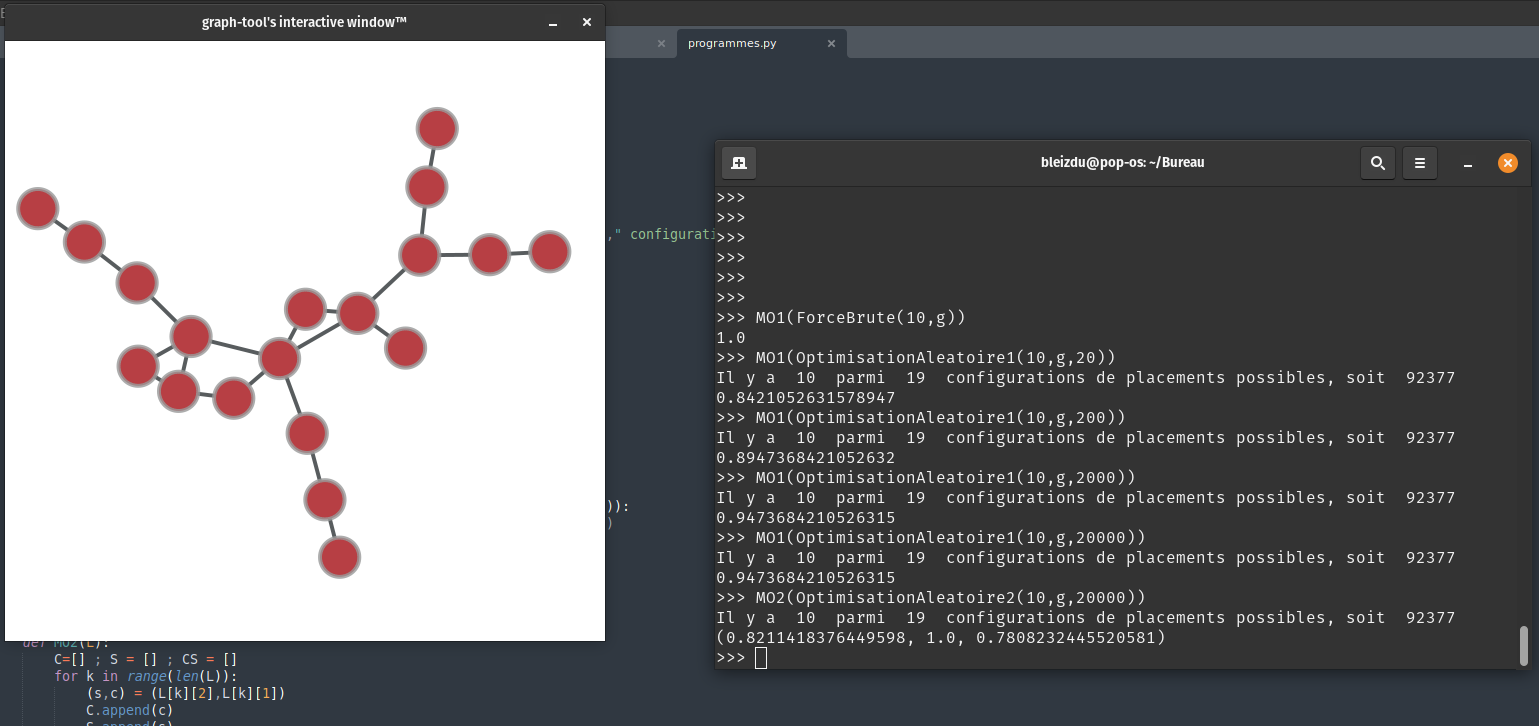 graph-tool's interactive window™
programmes.py
," configurati
)):
)
def MO2(L):
C=[] ; S = [] ; CS = []
for k in range(len(L)):
(s,c) = (L[k][2],L[k][1])
C.append(c)
S.append(s)
bleizdu@pop-os: ~/Bureau
>>>
>>>
>>>
>>>
>>>
>>>
>>> MO1(ForceBrute(10,g))
1.0
>>> MO1(OptimisationAleatoire1(10,g,20))
Il y a  10  parmi  19  configurations de placements possibles, soit  92377
0.8421052631578947
>>> MO1(OptimisationAleatoire1(10,g,200))
Il y a  10  parmi  19  configurations de placements possibles, soit  92377
0.8947368421052632
>>> MO1(OptimisationAleatoire1(10,g,2000))
Il y a  10  parmi  19  configurations de placements possibles, soit  92377
0.9473684210526315
>>> MO1(OptimisationAleatoire1(10,g,20000))
Il y a  10  parmi  19  configurations de placements possibles, soit  92377
0.9473684210526315
>>> MO2(OptimisationAleatoire2(10,g,20000))
Il y a  10  parmi  19  configurations de placements possibles, soit  92377
(0.8211418376449598, 1.0, 0.7808232445520581)
>>>